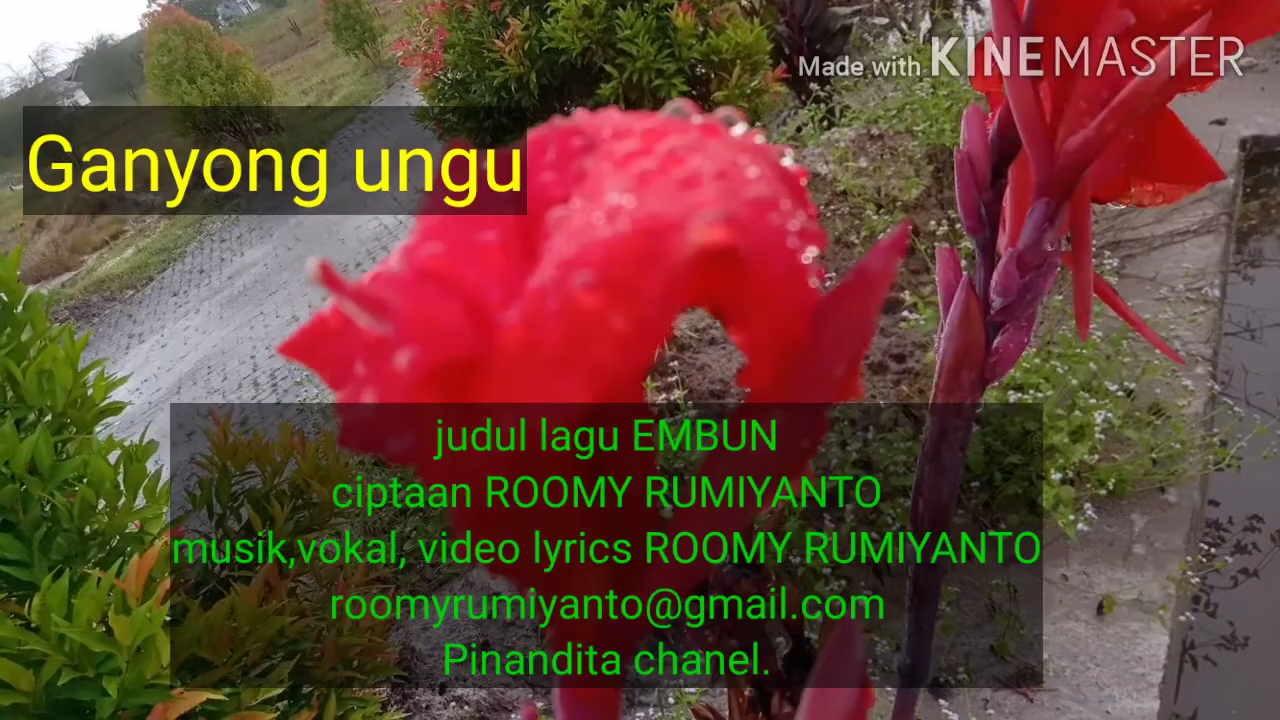 Made with KINEMASTER
Ganyong ungu
judul lagu EMBUN
ciptaan ROOMY RUMIYANTO
musik,vokal, video lyrics ROOMY RUMIYANTO
roomyrumiyanto@gmail.com
Pinandita chanel.